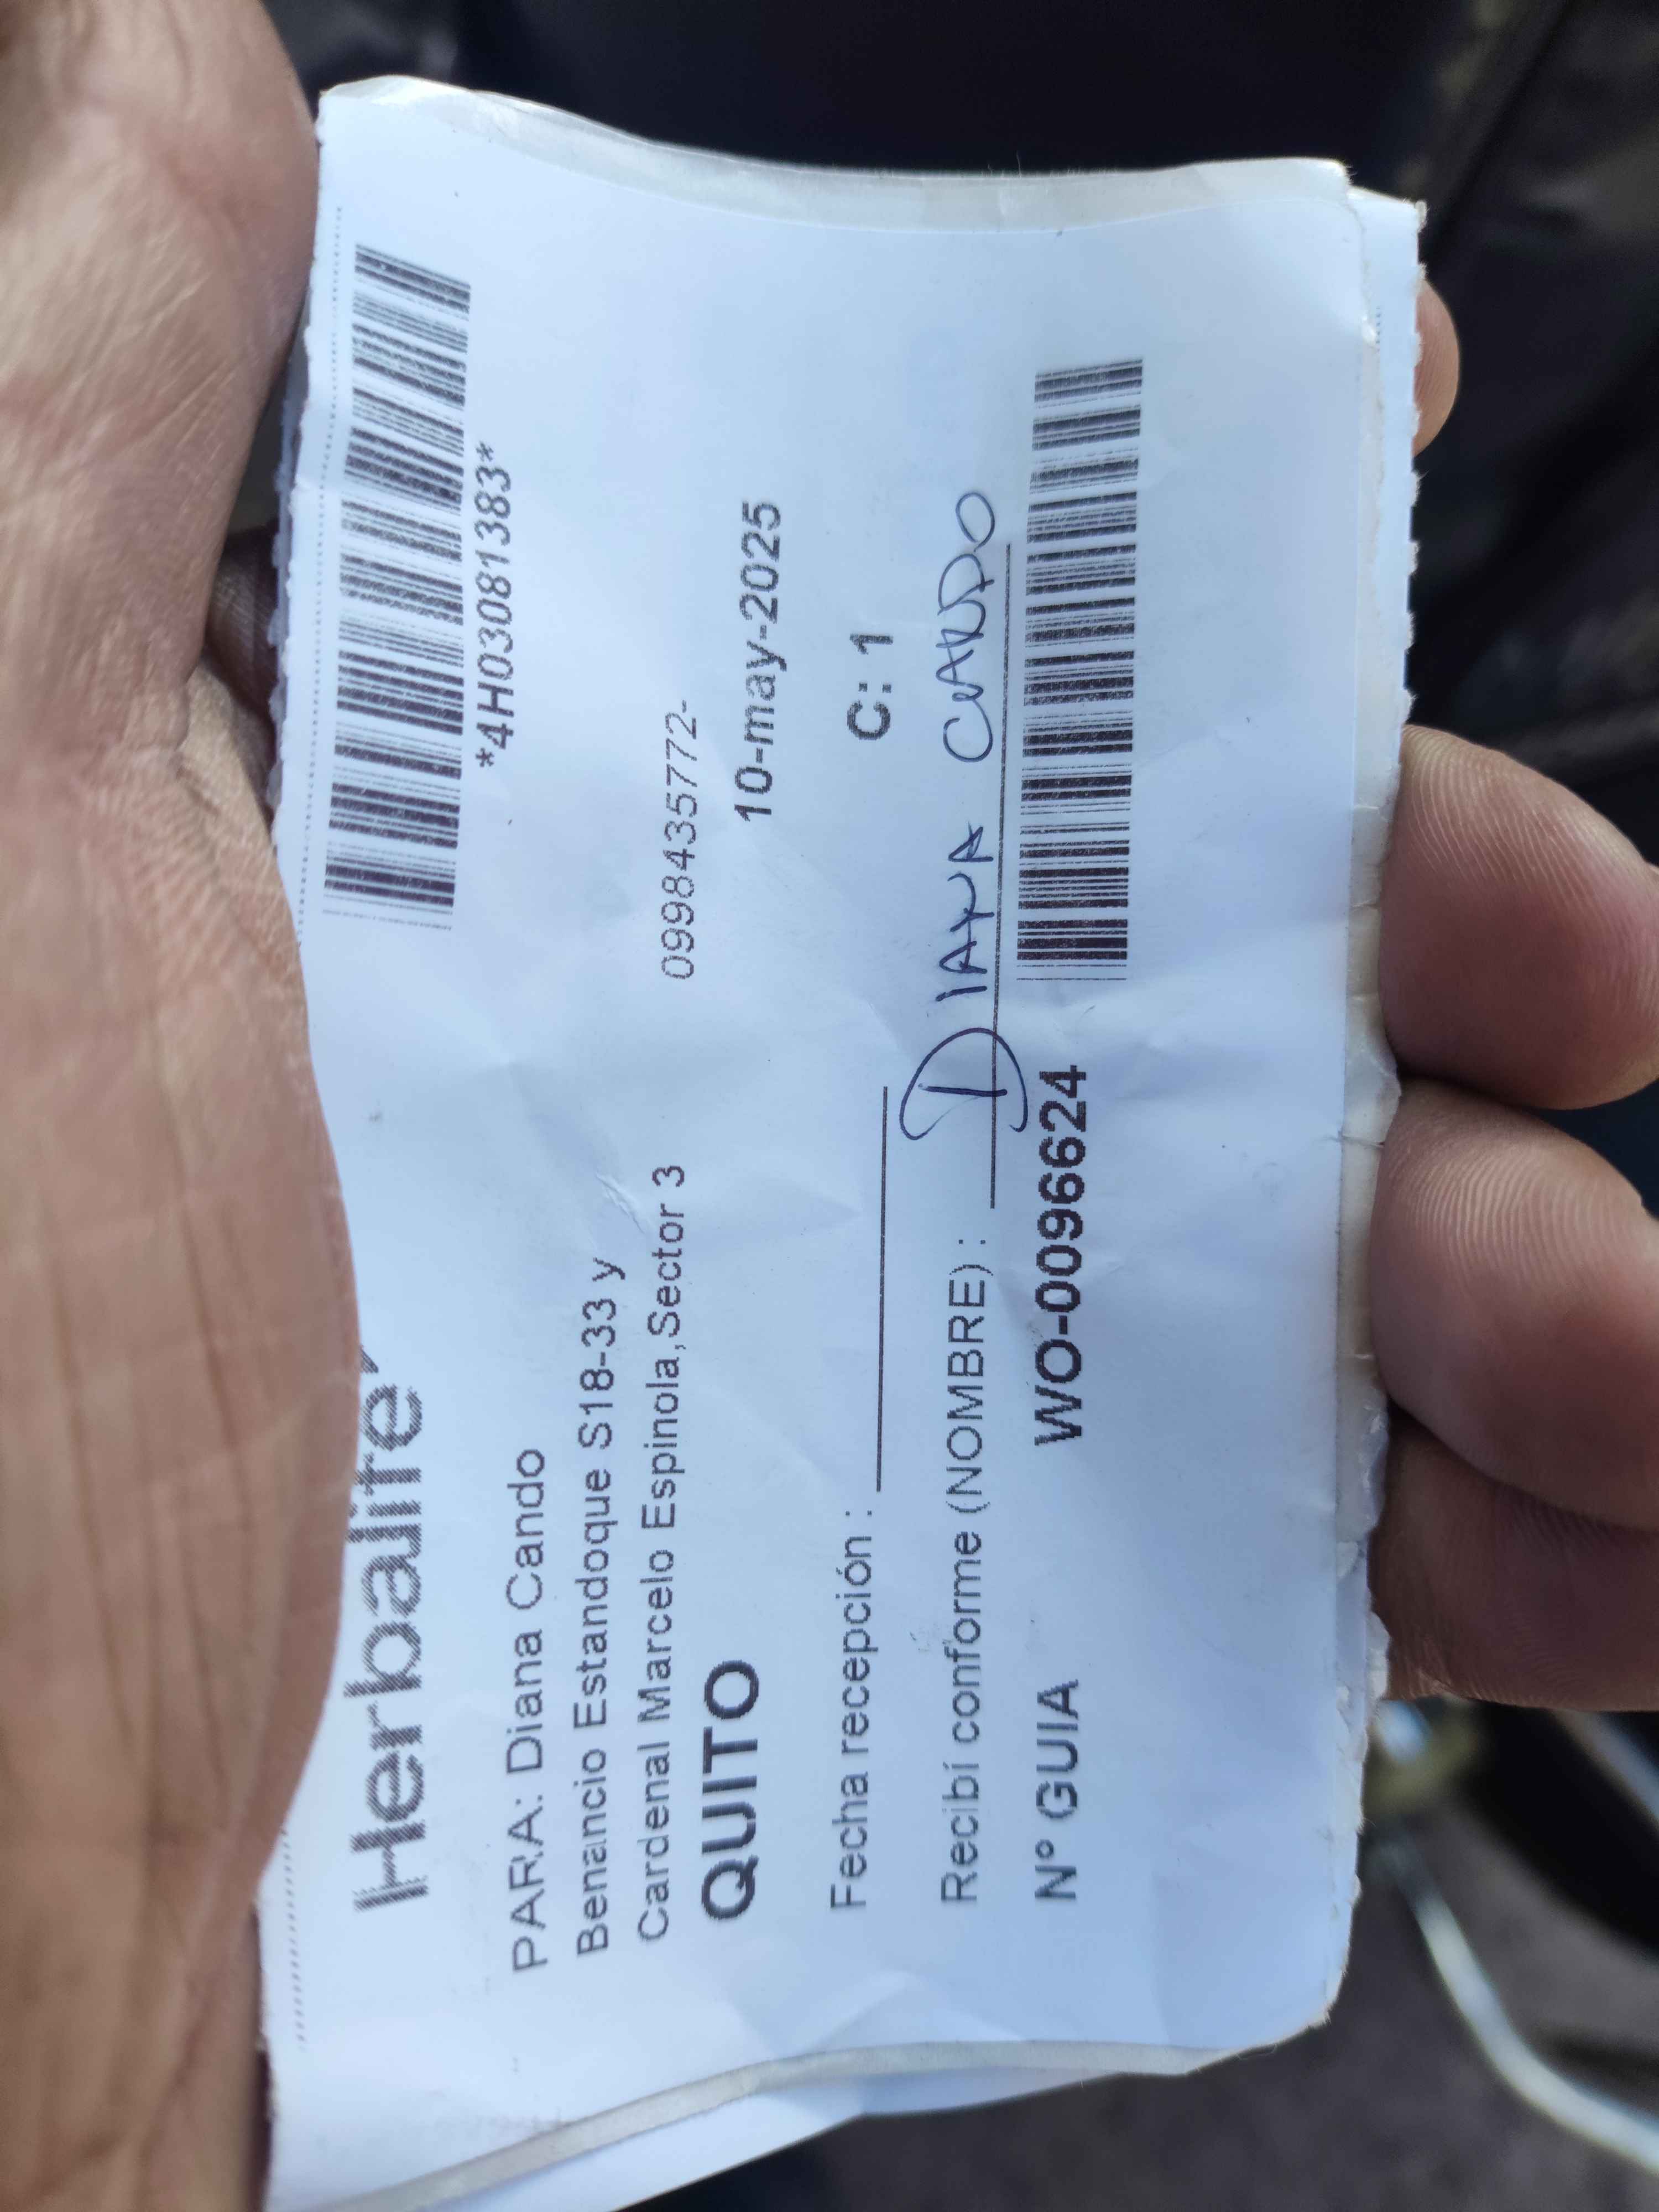 Herbalife
*4H03081383*
PARA: Diana Cando
Benancio Estandoque S18-33 y
Cardenal Marcelo Espinola,Sector 3
0998435772-
QUITO
10-may-2025
Fecha recepción :
C: 1
Recibí conforme (NOMBRE) : DIANA CANDO
N° GUIA WO-0096624